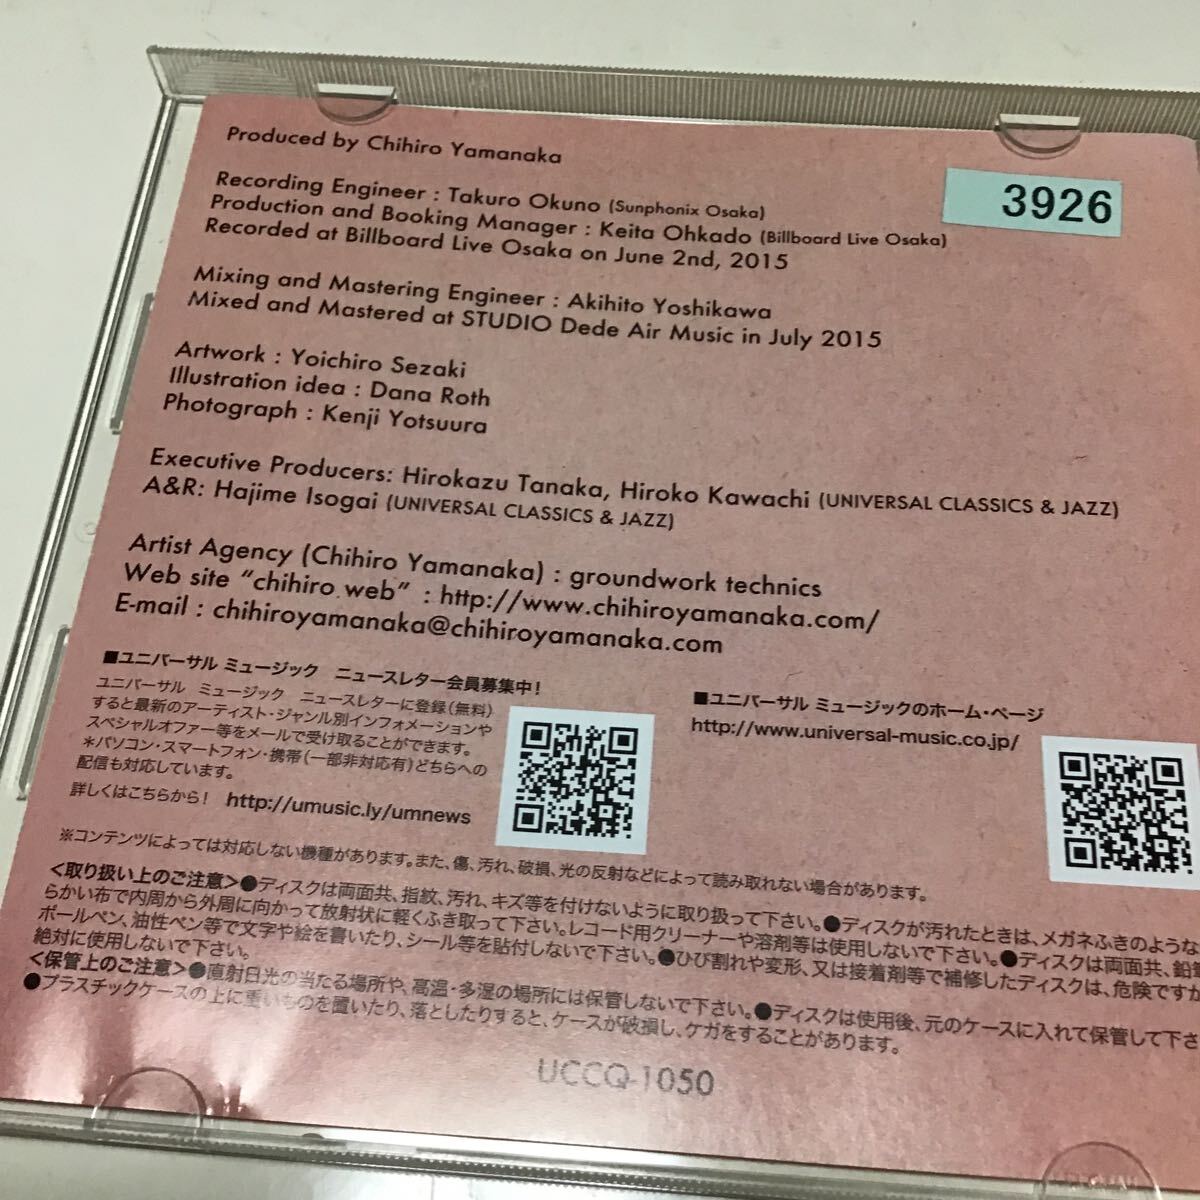 Produced by Chihiro Yamanaka
3926
Recording Engineer : Takuro Okuno (Sunphonix Osaka)
Production and Booking Manager : Keita Ohkado (Billboard Live Osaka)
Recorded at Billboard Live Osaka on June 2nd, 2015
Mixing and Mastering Engineer : Akihito Yoshikawa
Mixed and Mastered at STUDIO Dede Air Music in July 2015
Artwork : Yoichiro Sezaki
Illustration idea : Dana Roth
Photograph : Kenji Yotsuura
Executive Producers: Hirokazu Tanaka, Hiroko Kawachi (UNIVERSAL CLASSICS & JAZZ)
A&R: Hajime Isogai (UNIVERSAL CLASSICS & JAZZ)
Artist Agency (Chihiro Yamanaka) : groundwork technics
Web site "chihiro web" : http://www.chihiroyamanaka.com/
E-mail : chihiroyamanaka@chihiroyamanaka.com
■ユニバーサル ミュージック ニュースレター会員募集中!
ユニバーサル ミュージック ニュースレターに登録(無料)
すると最新のアーティスト・ジャンル別インフォメーションや
スペシャルオファー等をメールで受け取ることができます。
*パソコン・スマートフォン・携帯(一部非対応有)どちらへの
配信も対応しています。
詳しくはこちらから! http://umusic.ly/umnews
■ユニバーサル ミュージックのホーム・ページ
http://www.universal-music.co.jp/
※コンテンツによっては対応しない機種があります。また、傷、汚れ、破損、光の反射などによって読み取れない場合があります。
<取り扱い上のご注意>●ディスクは両面共、指紋、汚れ、キズ等を付けないように取り扱って下さい。●ディスクが汚れたときは、メガネふきのような
らかい布で内周から外周に向かって放射状に軽くふき取って下さい。レコード用クリーナーや溶剤等は使用しないで下さい。●ディスクは両面共、鉛筆
ボールペン、油性ペン等で文字や絵を書いたり、シール等を貼付しないで下さい。●ひび割れや変形、又は接着剤等で補修したディスクは、危険ですか
絶対に使用しないで下さい。
<保管上のご注意>●直射日光の当たる場所や、高温・多湿の場所には保管しないで下さい。●ディスクは使用後、元のケースに入れて保管して下さ
●プラスチックケースの上に重いものを置いたり、落としたりすると、ケースが破損し、ケガをすることがあります。
UCCQ-1050